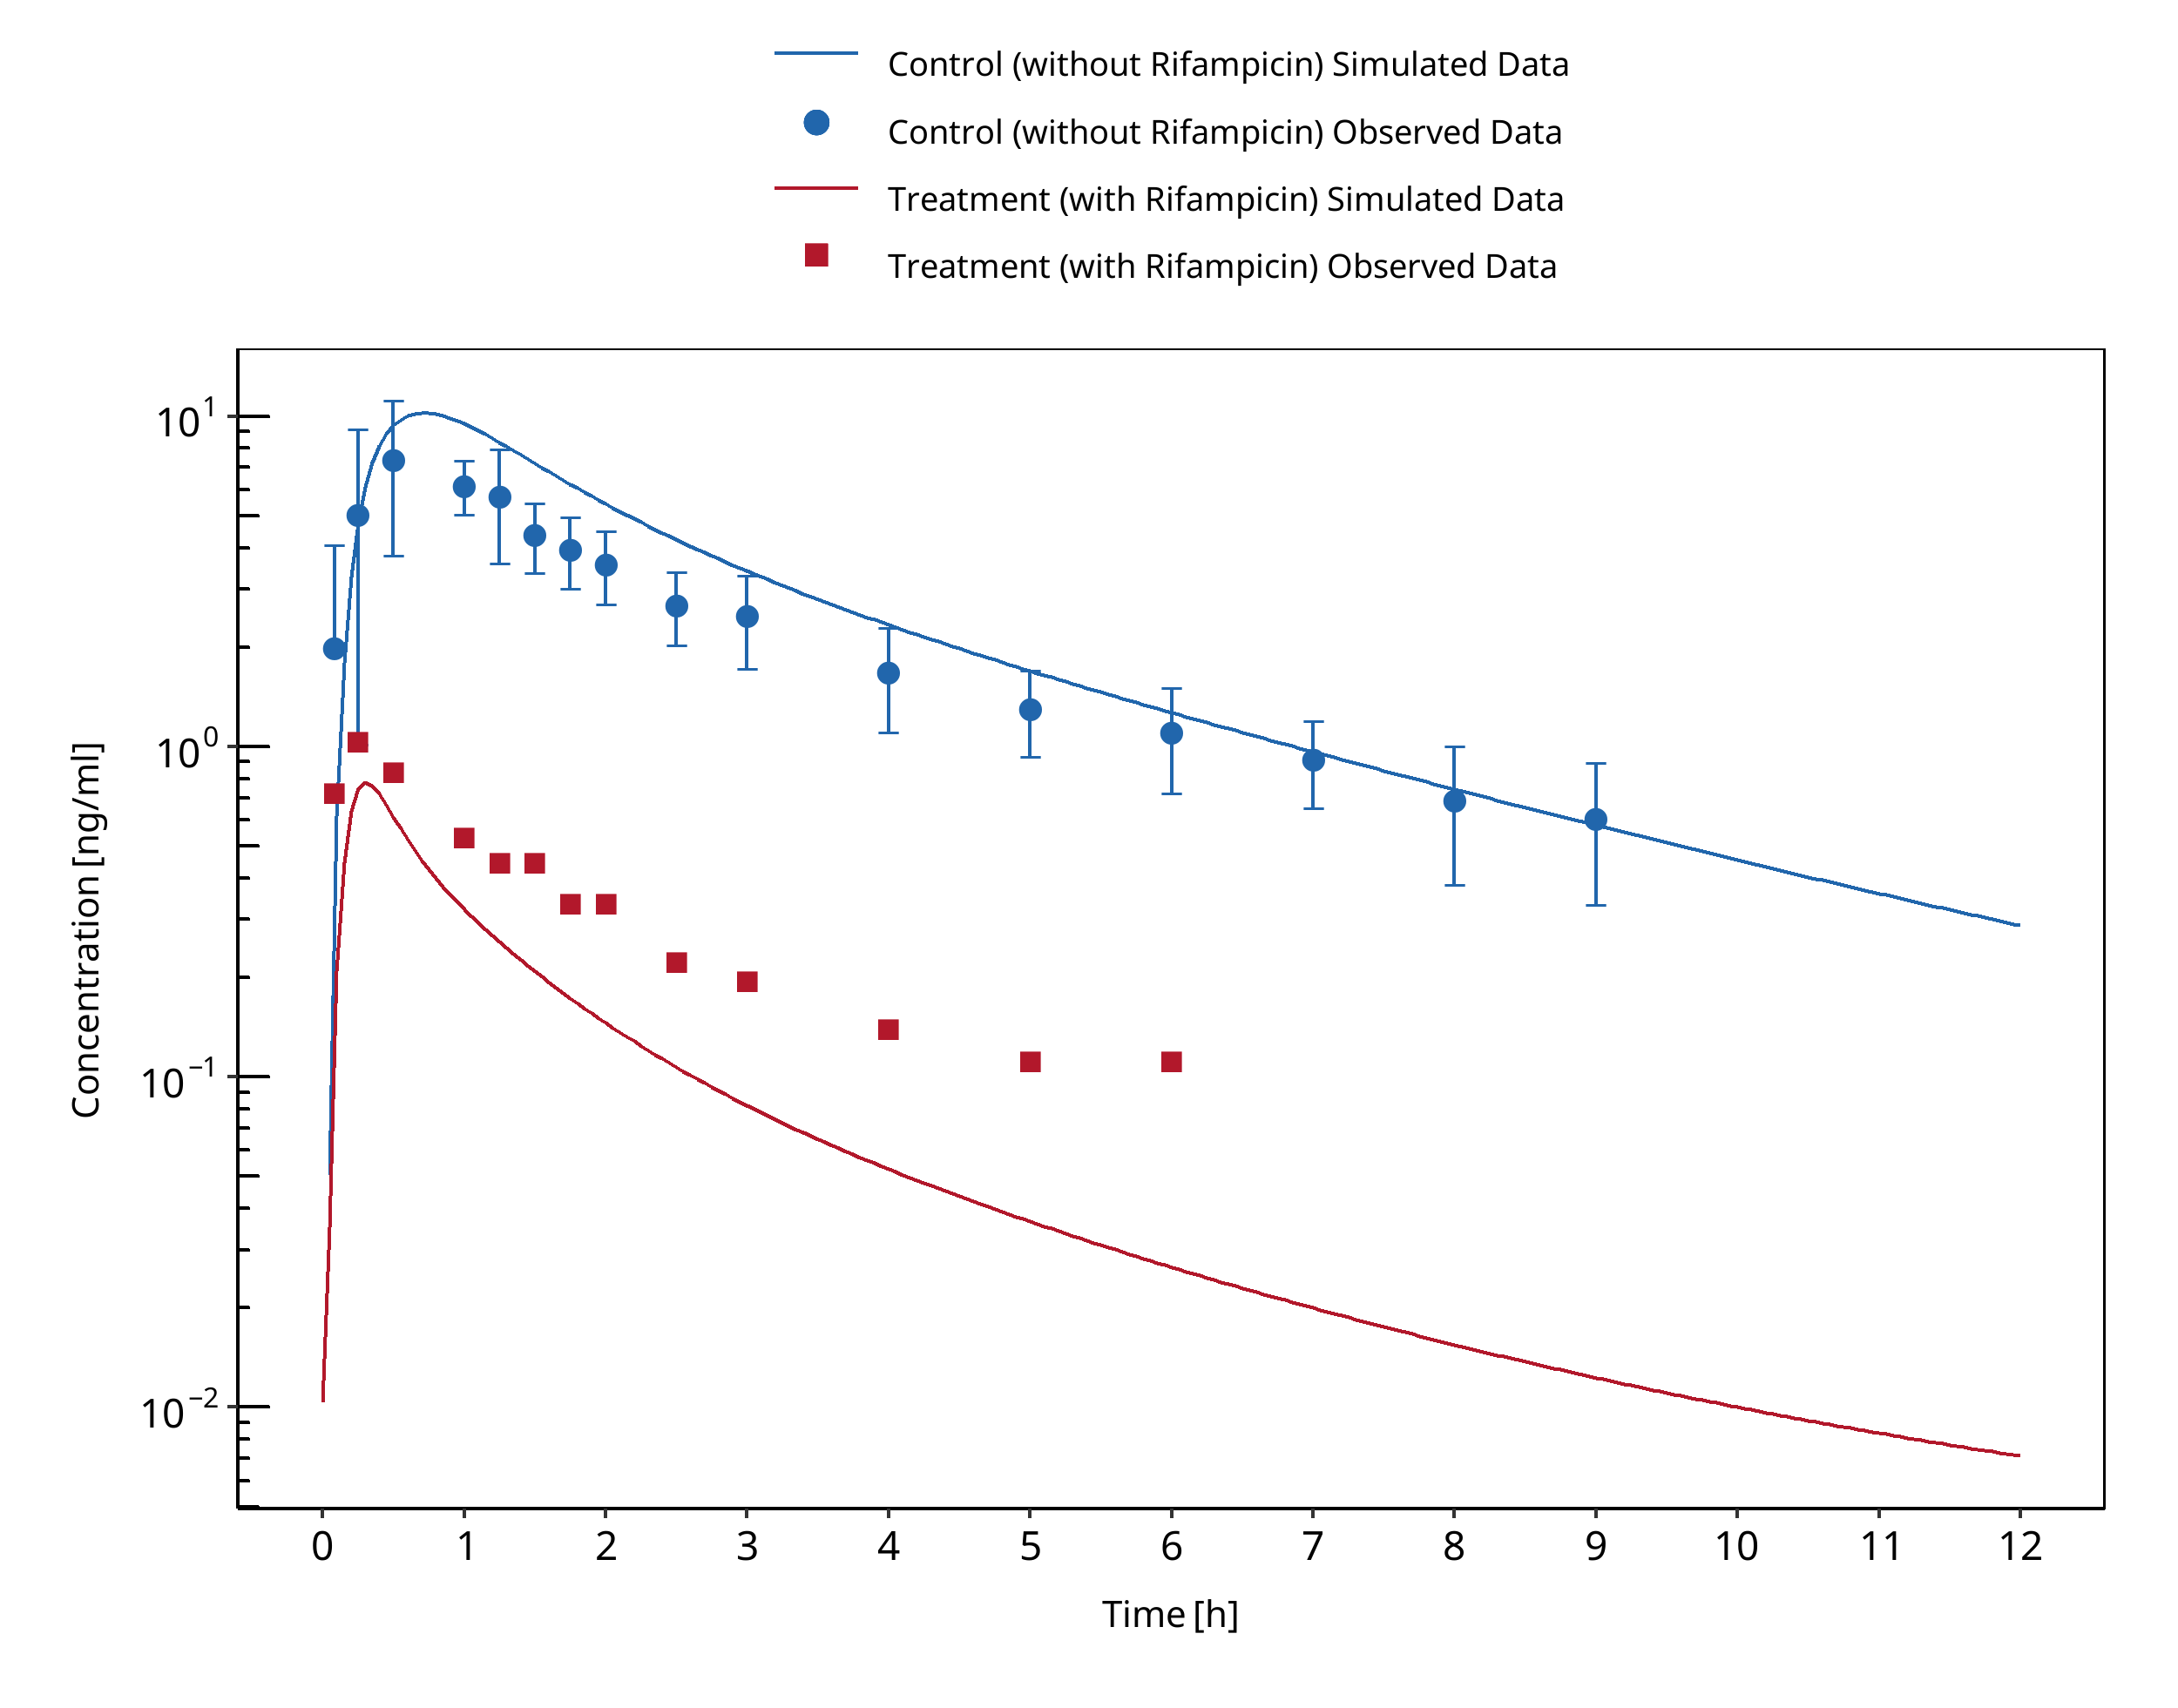 Control (without Rifampicin) Simulated Data
Control (without Rifampicin) Observed Data
Treatment (with Rifampicin) Simulated Data
Treatment (with Rifampicin) Observed Data
10¹
10⁰
10⁻¹
10⁻²
Concentration [ng/ml]
0 1 2 3 4 5 6 7 8 9 10 11 12
Time [h]